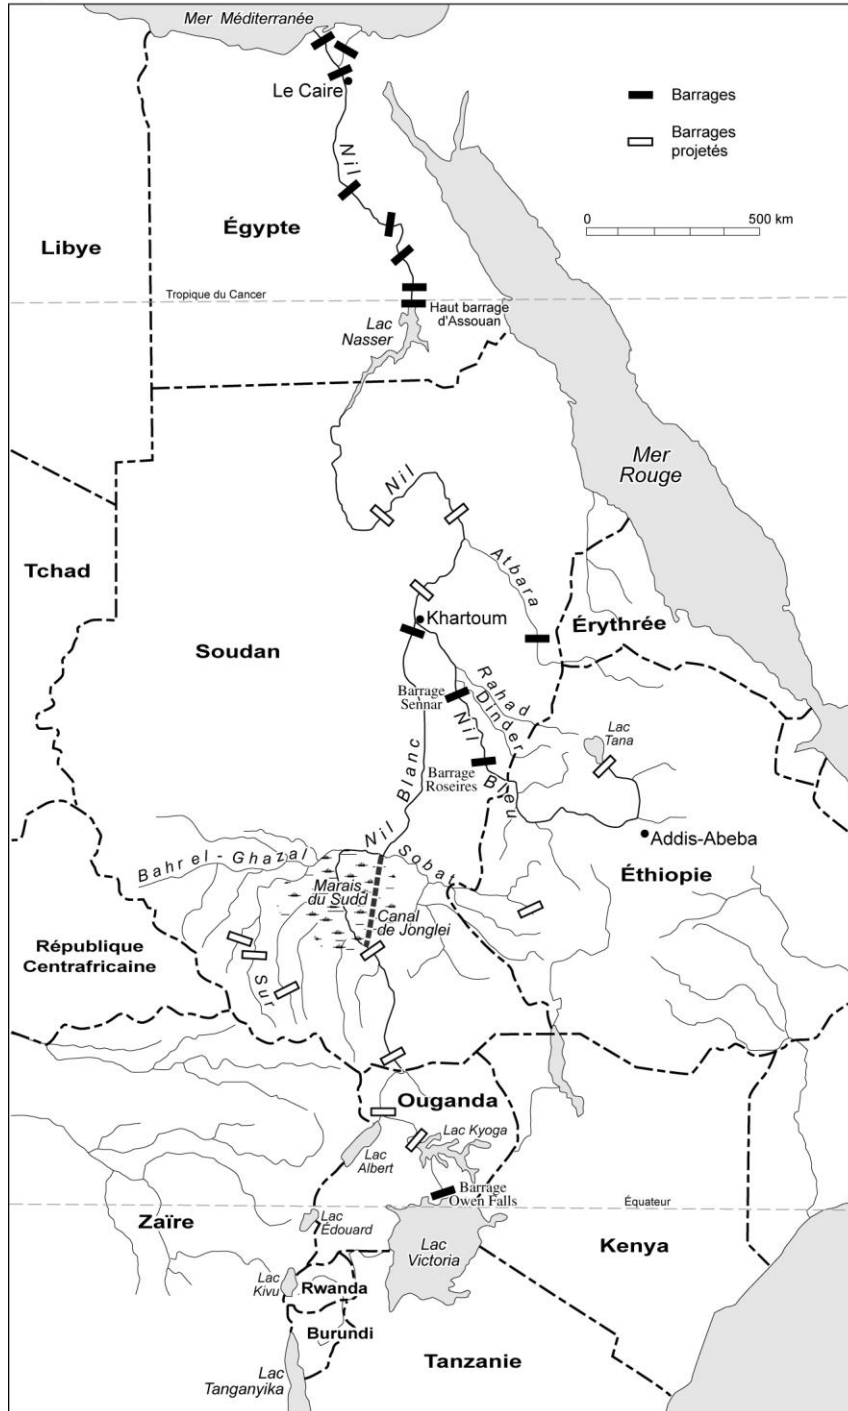 Mer Méditerranée
Le Caire
Barrages
Barrages
projetés
Nil
0
500 km
Égypte
Libye
Tropique du Cancer
Haut barrage
d'Assouan
Lac
Nasser
Mer
Rouge
Nil
Tchad
Atbara
Khartoum
Érythrée
Soudan
Rahad
Dinder
Barrage
Sennar
Nil
Bleu
Lac
Tana
Barrage
Roseires
Nil Blanc
Addis-Abeba
Bahrel-Ghazal
Sobat
Éthiopie
Marais
du Sudd
Canal
de Jonglei
République
Centrafricaine
Sur
Ouganda
Lac Kyoga
Lac
Albert
Barrage
Owen Falls
Équateur
Zaïre
Lac
Édouard
Lac
Victoria
Kenya
Lac
Kivu
Rwanda
Burundi
Tanzanie
Lac
Tanganyika